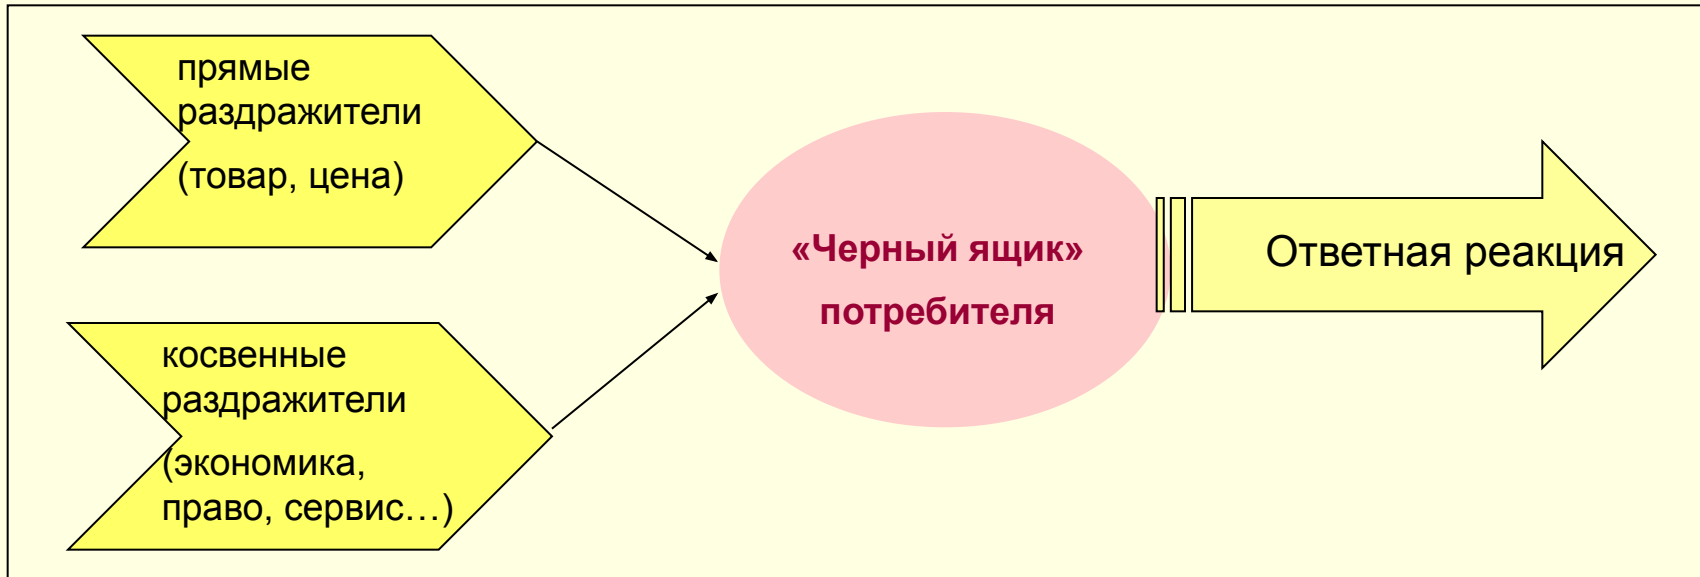 прямые
раздражители
(товар, цена)
косвенные
раздражители
(экономика,
право, сервис…)
«Черный ящик»
потребителя
Ответная реакция